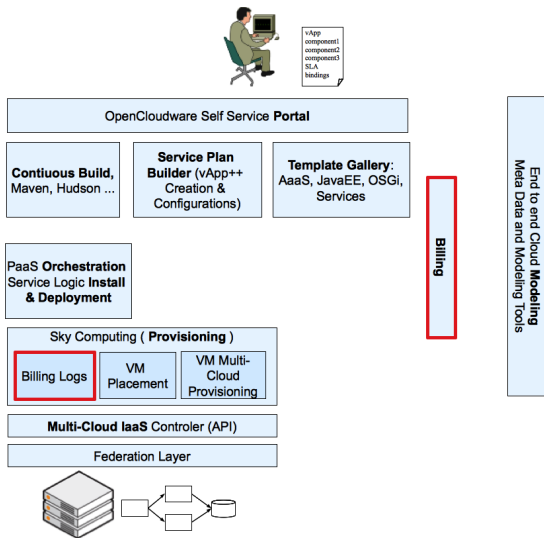 vApp
component1
component2
component3
SLA
bindings
OpenCloudware Self Service Portal
Contiuous Build,
Maven, Hudson ...
Service Plan
Builder (vApp++
Creation &
Configurations)
Template Gallery:
AaaS, JavaEE, OSGi,
Services
Billing
End to end Cloud Modeling
Meta Data and Modeling Tools
PaaS Orchestration
Service Logic Install
& Deployment
Sky Computing ( Provisioning )
Billing Logs
VM
Placement
VM Multi-
Cloud
Provisioning
Multi-Cloud IaaS Controler (API)
Federation Layer